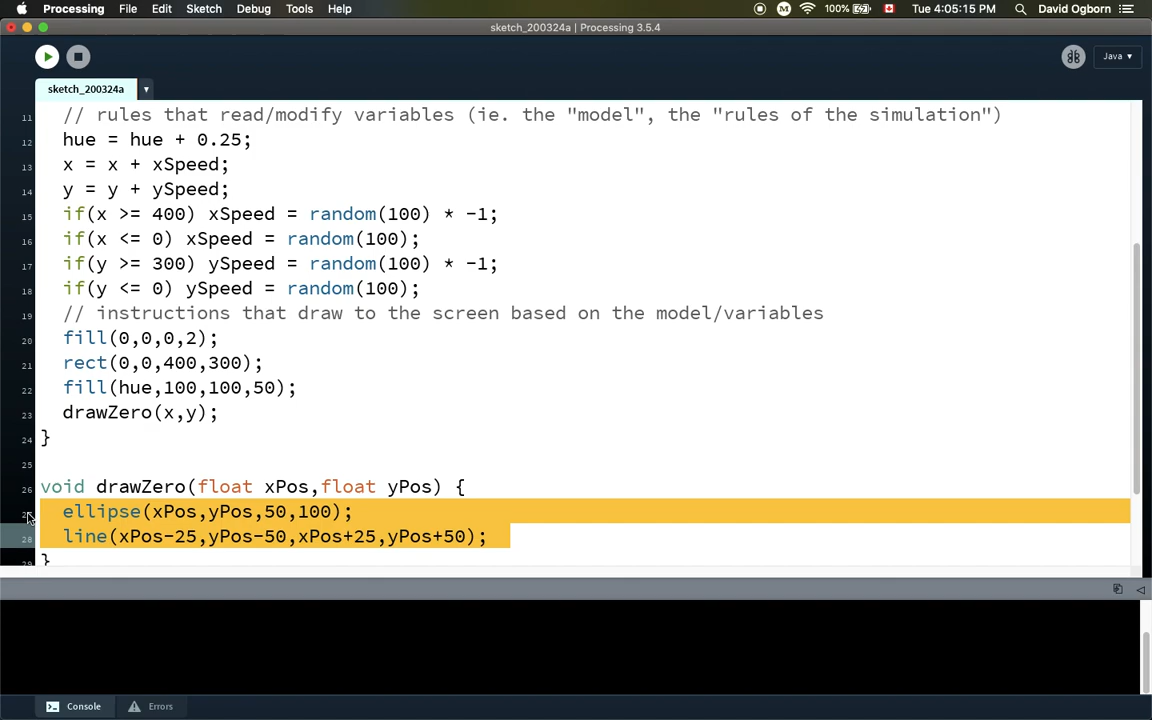 Processing File Edit Sketch Debug Tools Help M 100% Tue 4:05:15 PM David Ogborn
sketch_200324a | Processing 3.5.4
Java ▾
sketch_200324a ▾
11 // rules that read/modify variables (ie. the "model", the "rules of the simulation")
12 hue = hue + 0.25;
13 x = x + xSpeed;
14 y = y + ySpeed;
15 if(x >= 400) xSpeed = random(100) * -1;
16 if(x <= 0) xSpeed = random(100);
17 if(y >= 300) ySpeed = random(100) * -1;
18 if(y <= 0) ySpeed = random(100);
19 // instructions that draw to the screen based on the model/variables
20 fill(0,0,0,2);
21 rect(0,0,400,300);
22 fill(hue,100,100,50);
23 drawZero(x,y);
24 }
25
26 void drawZero(float xPos,float yPos) {
ellipse(xPos,yPos,50,100);
28 line(xPos-25,yPos-50,xPos+25,yPos+50);
29 }
Console Errors